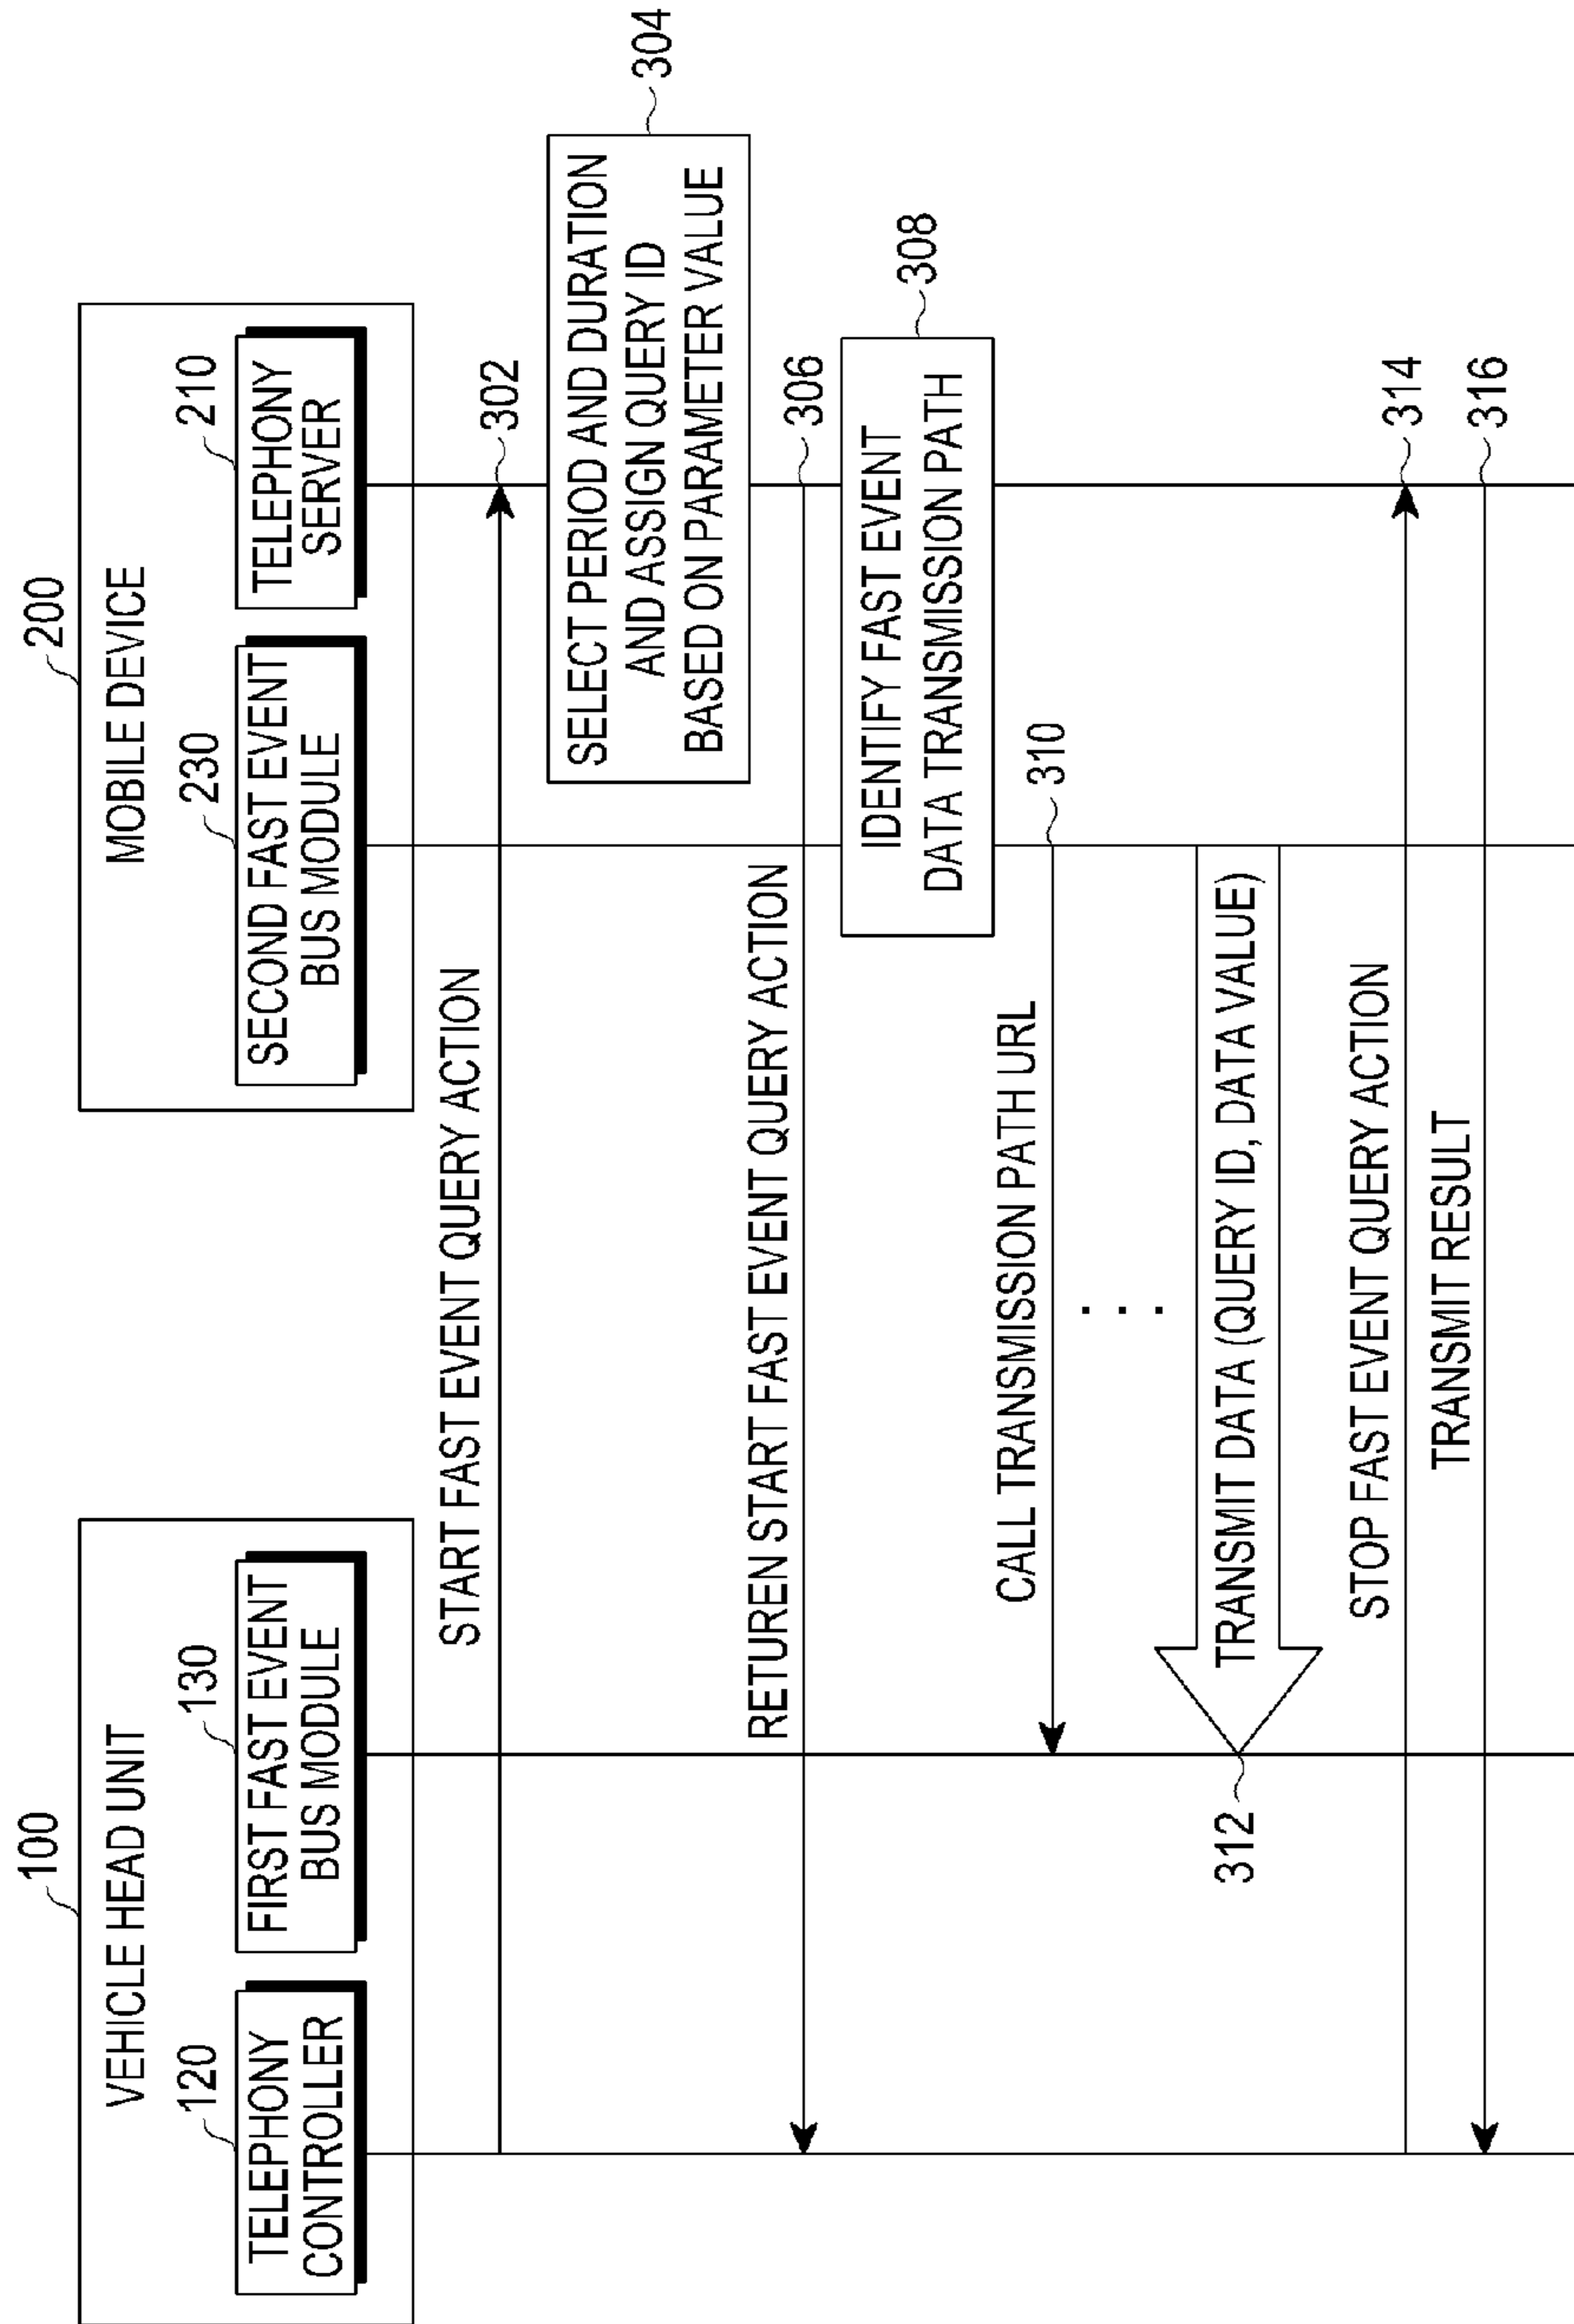 100
VEHICLE HEAD UNIT
120
TELEPHONY
CONTROLLER
130
FIRST FAST EVENT
BUS MODULE
200
MOBILE DEVICE
230
SECOND FAST EVENT
BUS MODULE
210
TELEPHONY
SERVER
START FAST EVENT QUERY ACTION
302
SELECT PERIOD AND DURATION
AND ASSIGN QUERY ID
BASED ON PARAMETER VALUE
304
RETUREN START FAST EVENT QUERY ACTION
306
IDENTIFY FAST EVENT
DATA TRANSMISSION PATH
308
CALL TRANSMISSION PATH URL
310
. . .
TRANSMIT DATA (QUERY ID, DATA VALUE)
312
STOP FAST EVENT QUERY ACTION
314
TRANSMIT RESULT
316